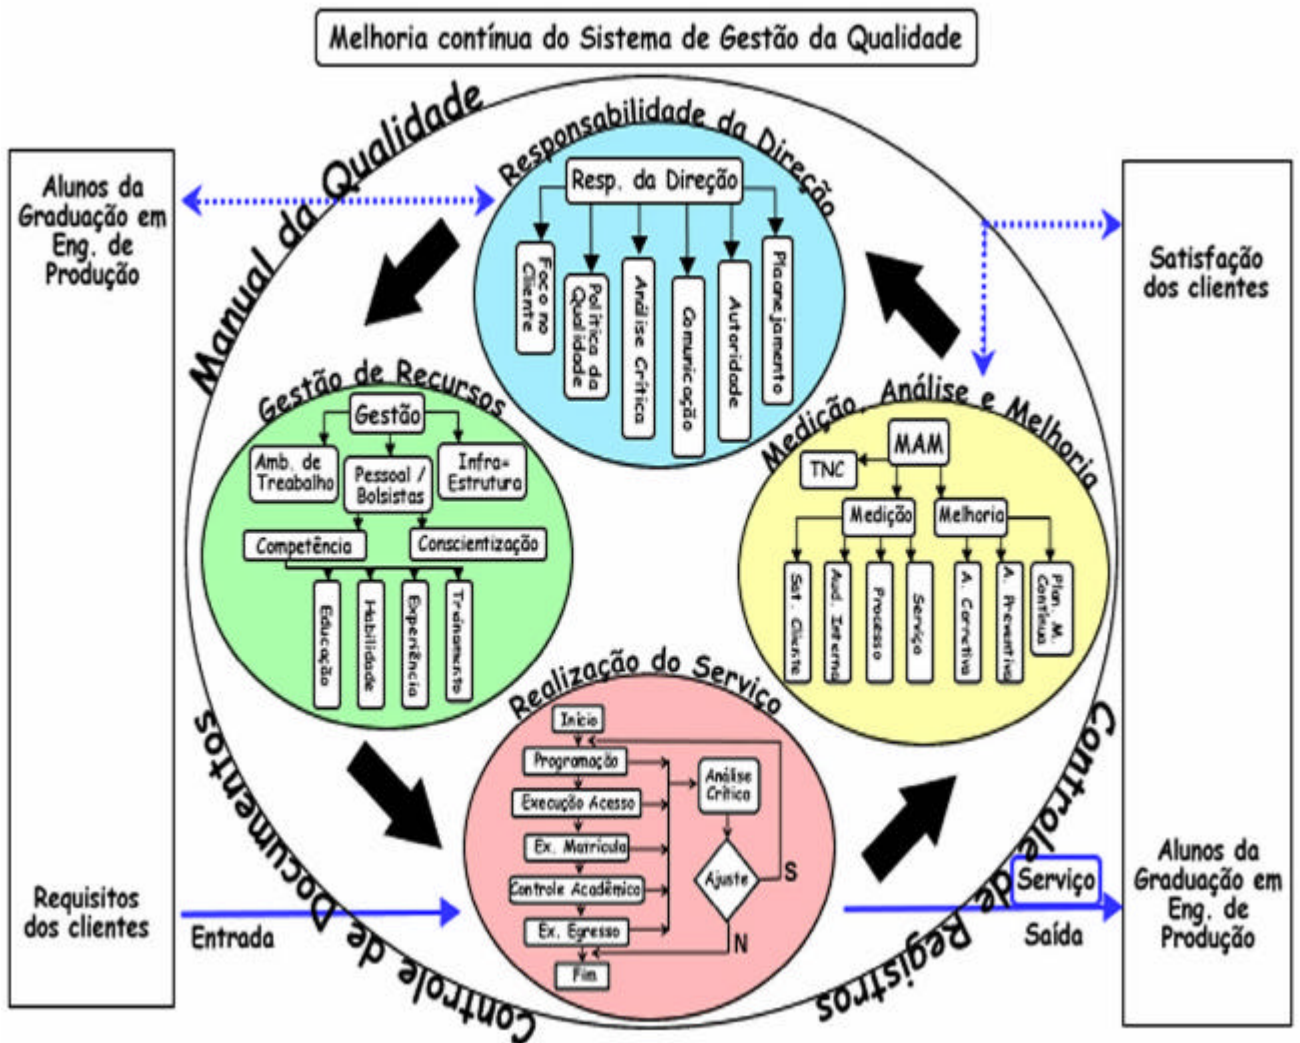 Melhoria contínua do Sistema de Gestão da Qualidade
Manual da Qualidade
Alunos da
Graduação em
Eng. de
Produção
Requisitos
dos clientes
Entrada
Responsabilidade da Direção
Resp. da Direção
Foco no
Cliente
Política da
Qualidade
Análise Crítica
Comunicação
Autoridade
Plaanejamento
Gestão de Recursos
Gestão
Amb. de
Treabalho
Pessoal /
Bolsistas
Infra=
Estrutura
Competência
Conscientização
Educação
Habilidade
Experiência
Treinamento
Medição, Análise e Melhoria
MAM
TNC
Medição
Melhoria
Sat. Cliente
Aud. Interna
Processo
Serviço
A. Corretiva
A. Preventiva
Plan. M.
Contínua
Realização do Serviço
Início
Programação
Execução Acesso
Ex. Matrícula
Controle Acadêmico
Ex. Egresso
Fim
Análise
Crítica
Ajuste
S
N
Controle de Documentos
Controle de Registros
Satisfação
dos clientes
Serviço
Saída
Alunos da
Graduação em
Eng. de
Produção